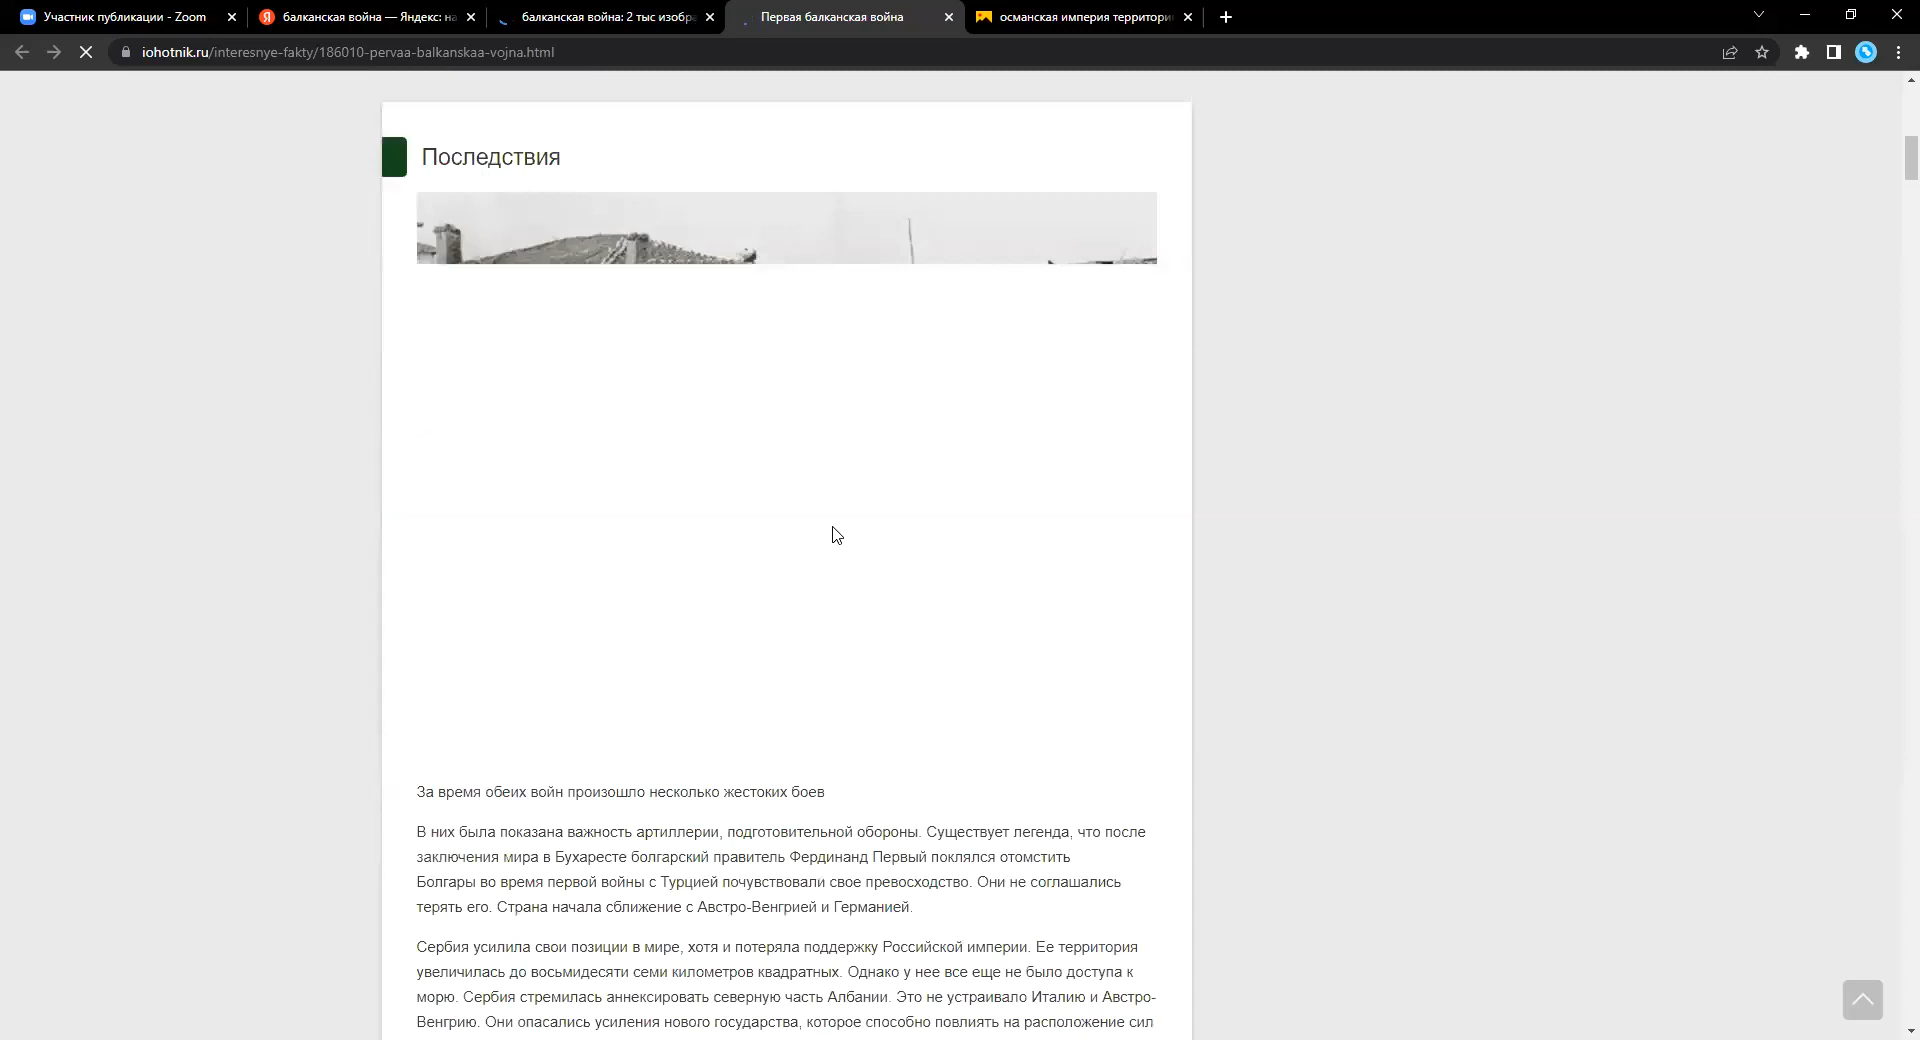 Участник публикации - Zoom
балканская война — Яндекс: на
балканская война: 2 тыс изобра
Первая балканская война
османская империя территори
iohotnik.ru/interesnye-fakty/186010-pervaa-balkanskaa-vojna.html
Последствия
За время обеих войн произошло несколько жестоких боев
В них была показана важность артиллерии, подготовительной обороны. Существует легенда, что после
заключения мира в Бухаресте болгарский правитель Фердинанд Первый поклялся отомстить
Болгары во время первой войны с Турцией почувствовали свое превосходство. Они не соглашались
терять его. Страна начала сближение с Австро-Венгрией и Германией.
Сербия усилила свои позиции в мире, хотя и потеряла поддержку Российской империи. Ее территория
увеличилась до восьмидесяти семи километров квадратных. Однако у нее все еще не было доступа к
морю. Сербия стремилась аннексировать северную часть Албании. Это не устраивало Италию и Австро-
Венгрию. Они опасались усиления нового государства, которое способно повлиять на расположение сил